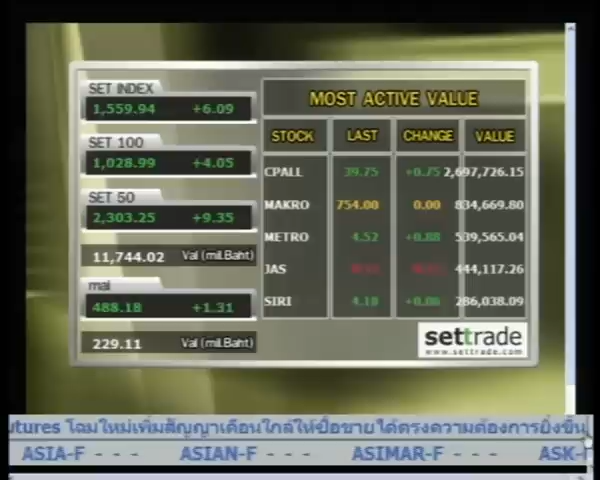 SET INDEX
1,559.94 +6.09
SET 100
1,028.99 +4.05
SET 50
2,303.25 +9.35
11,744.02 Val (mil.Baht)
mai
488.18 +1.31
229.11 Val (mil.Baht)
MOST ACTIVE VALUE
STOCK LAST CHANGE VALUE
CPALL 39.75 +0.75 2,697,726.15
MAKRO 754.00 0.00 834,669.80
METRO 4.52 +0.88 539,565.04
JAS 444,117.26
SIRI 4.18 +0.06 286,038.09
settrade
www.settrade.com
utures โฉมใหม่เพิ่มสัญญาเดือนใกล้ให้ซื้อขายได้ตรงความต้องการยิ่งขึ้น
ASIA-F - - - ASIAN-F - - - ASIMAR-F - - - ASK-